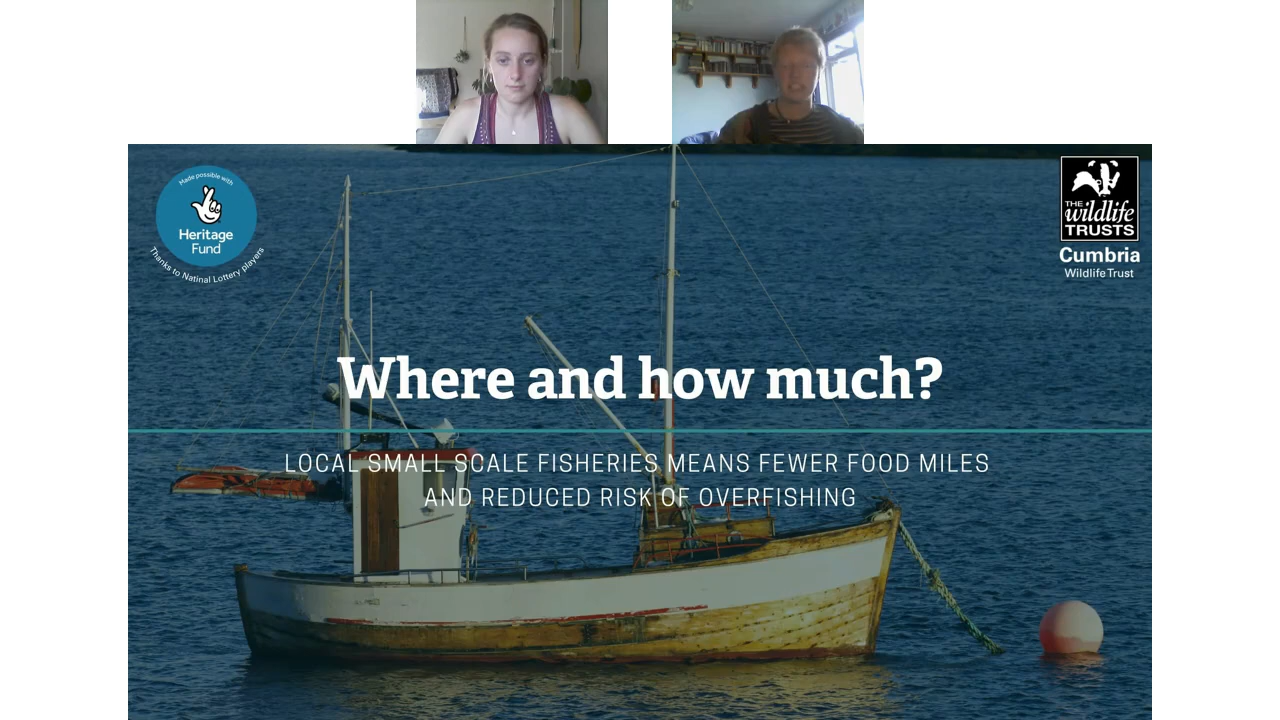 Made possible with
Heritage
Fund
Thanks to Natinal Lottery players
THE
wildlife
TRUSTS
Cumbria
Wildlife Trust
Where and how much?
LOCAL SMALL SCALE FISHERIES MEANS FEWER FOOD MILES
AND REDUCED RISK OF OVERFISHING